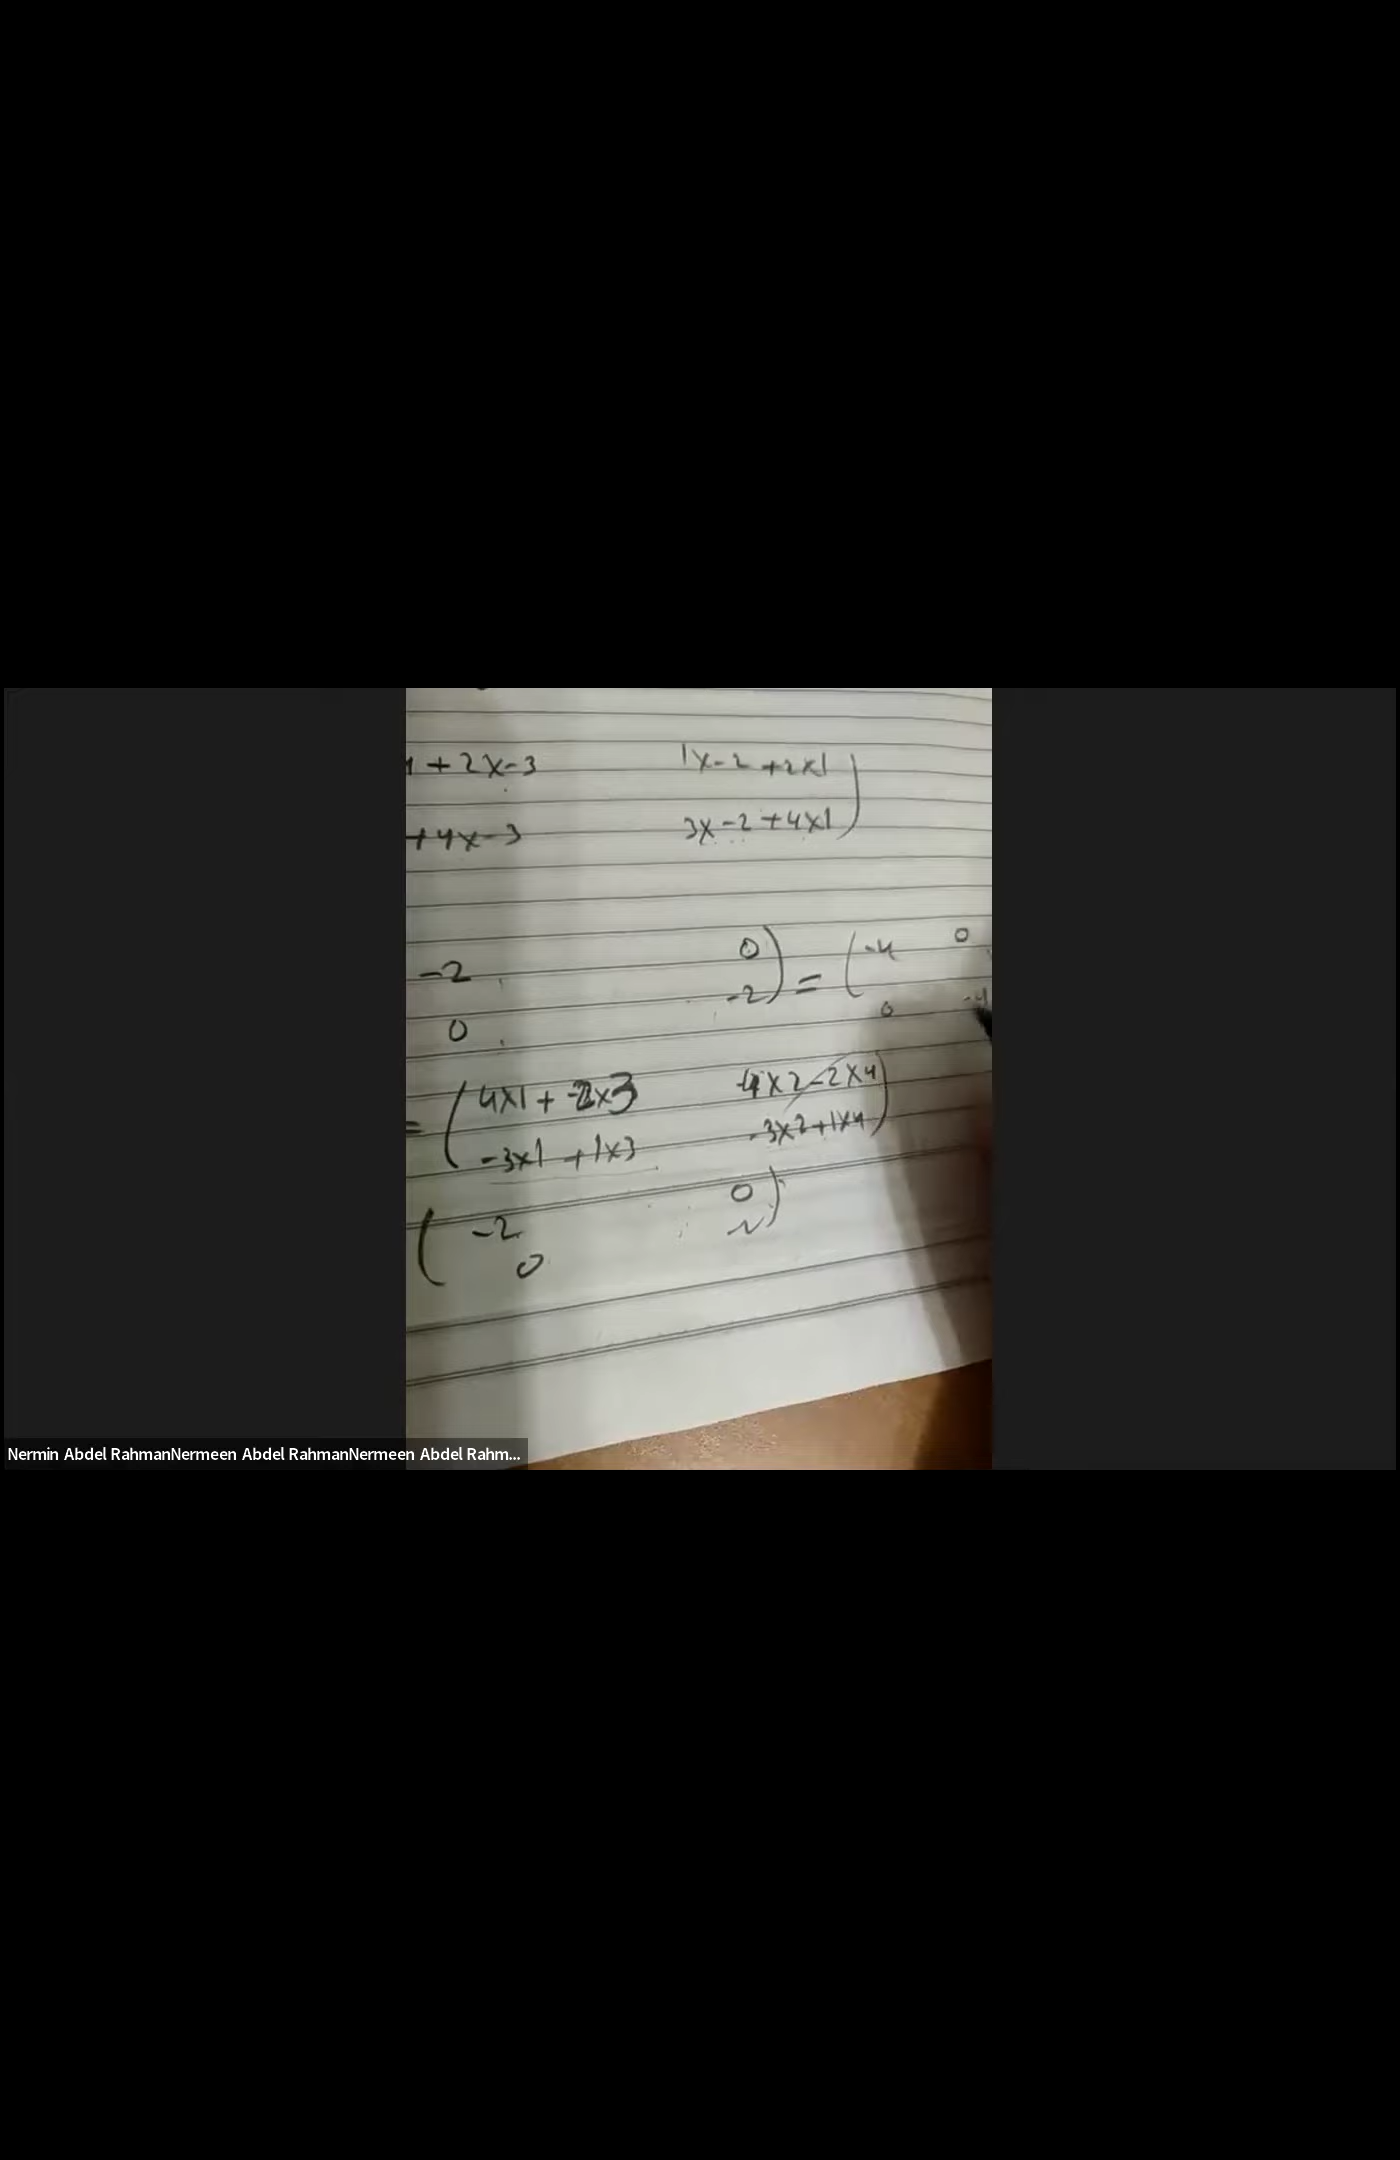 + 2x-3 1x-2 +2x1
+4x-3 3x-2 +4x1
-2 0 = -4 0
0 -2 0 -4
= 4x1 + -2x3 4x2-2x4
-3x1 +1x3 -3x2+1x4
-2 0
0
Nermin Abdel RahmanNermeen Abdel RahmanNermeen Abdel Rahm...